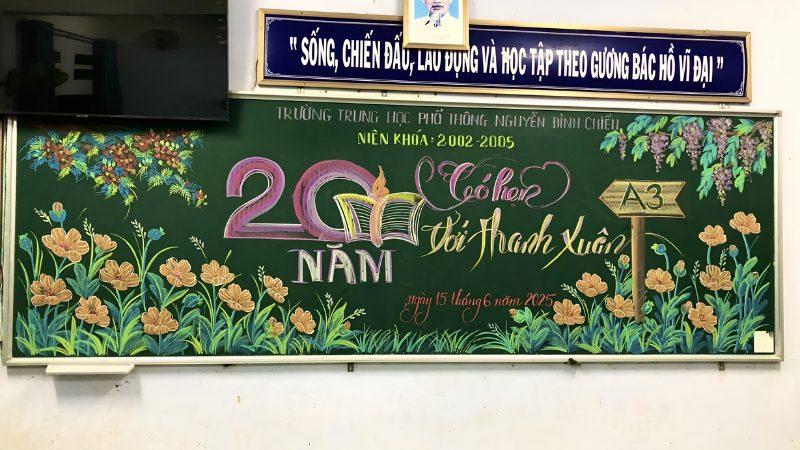 " SỐNG, CHIẾN ĐẤU, LAO ĐỘNG VÀ HỌC TẬP THEO GƯƠNG BÁC HỒ VĨ ĐẠI "
TRƯỜNG TRUNG HỌC PHỔ THÔNG NGUYỄN ĐÌNH CHIỂU
NIÊN KHÓA: 2002-2005
20 NĂM
Có hẹn
Với Thanh Xuân
A3
ngày 15 tháng 6 năm 2025